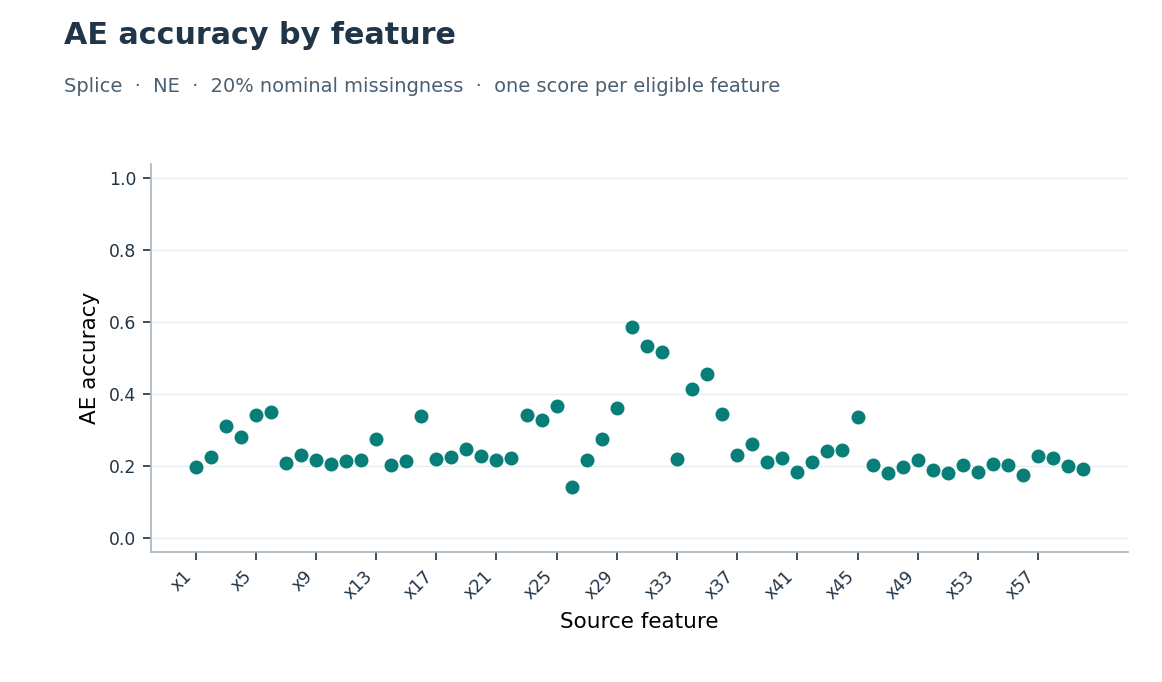 AE accuracy by feature
Splice · NE · 20% nominal missingness · one score per eligible feature
1.0
0.8
0.6
0.4
0.2
0.0
AE accuracy
x1 x5 x9 x13 x17 x21 x25 x29 x33 x37 x41 x45 x49 x53 x57
Source feature